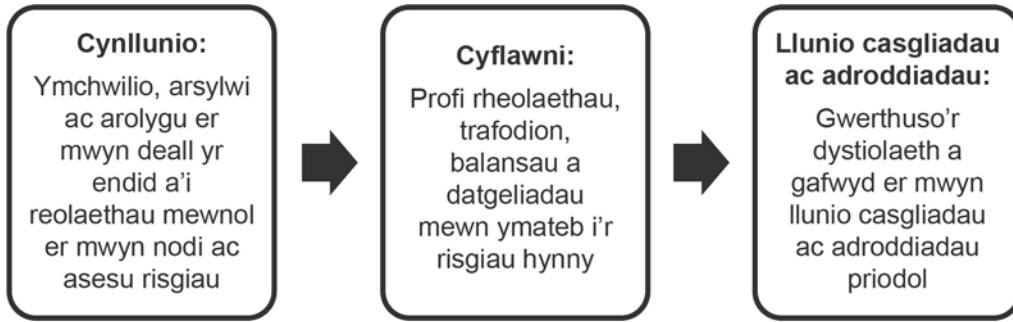 Cynllunio:
Ymchwilio, arsylwi
ac arolygu er
mwyn deall yr
endid a'i
reolaethau mewnol
er mwyn nodi ac
asesu risgiau
Cyflawni:
Profi rheolaethau,
trafodion,
balansau a
datgeliadau
mewn ymateb i'r
risgiau hynny
Llunio casgliadau
ac adroddiadau:
Gwerthuso'r
dystiolaeth a
gafwyd er mwyn
llunio casgliadau
ac adroddiadau
priodol